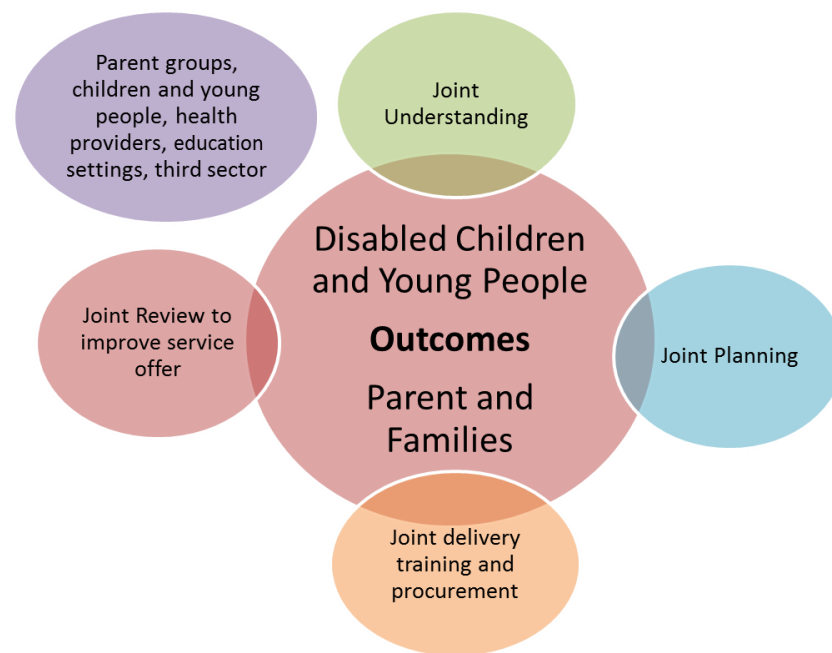 Parent groups,
children and young
people, health
providers, education
settings, third sector
Joint
Understanding
Disabled Children
and Young People
Outcomes
Parent and
Families
Joint Review to
improve service
offer
Joint Planning
Joint delivery
training and
procurement